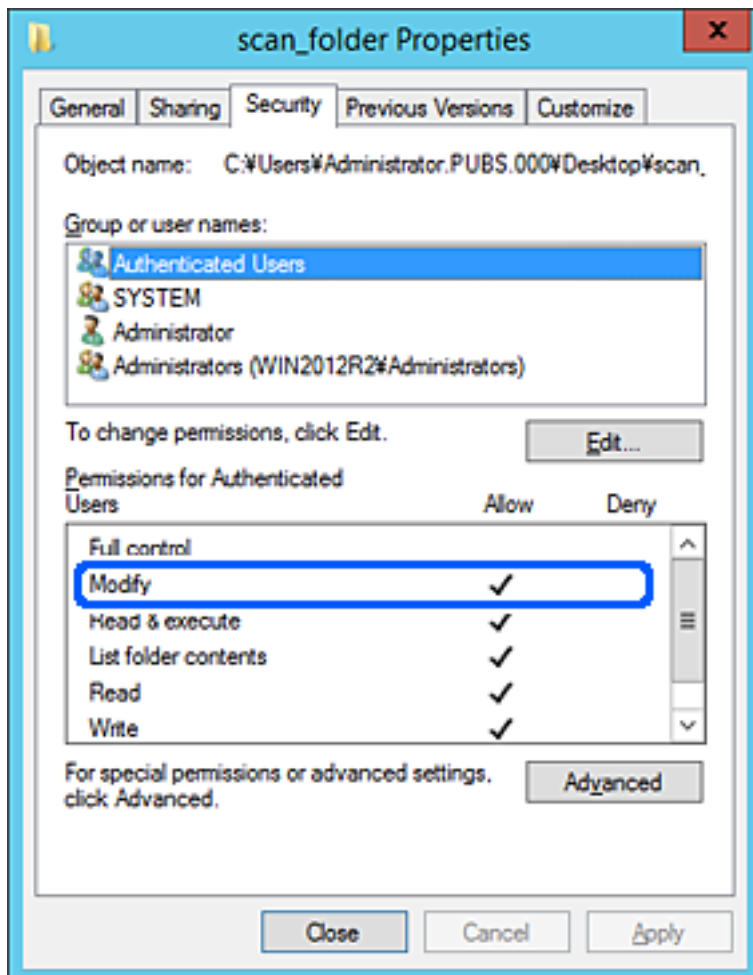 scan_folder Properties
x
General Sharing Security Previous Versions Customize
Object name: C:¥Users¥Administrator.PUBS.000¥Desktop¥scan_
Group or user names:
Authenticated Users
SYSTEM
Administrator
Administrators (WIN2012R2¥Administrators)
To change permissions, click Edit.
Edit...
Permissions for Authenticated
Users Allow Deny
Full control
Modify
Read & execute
List folder contents
Read
Write
For special permissions or advanced settings,
click Advanced.
Advanced
Close Cancel Apply